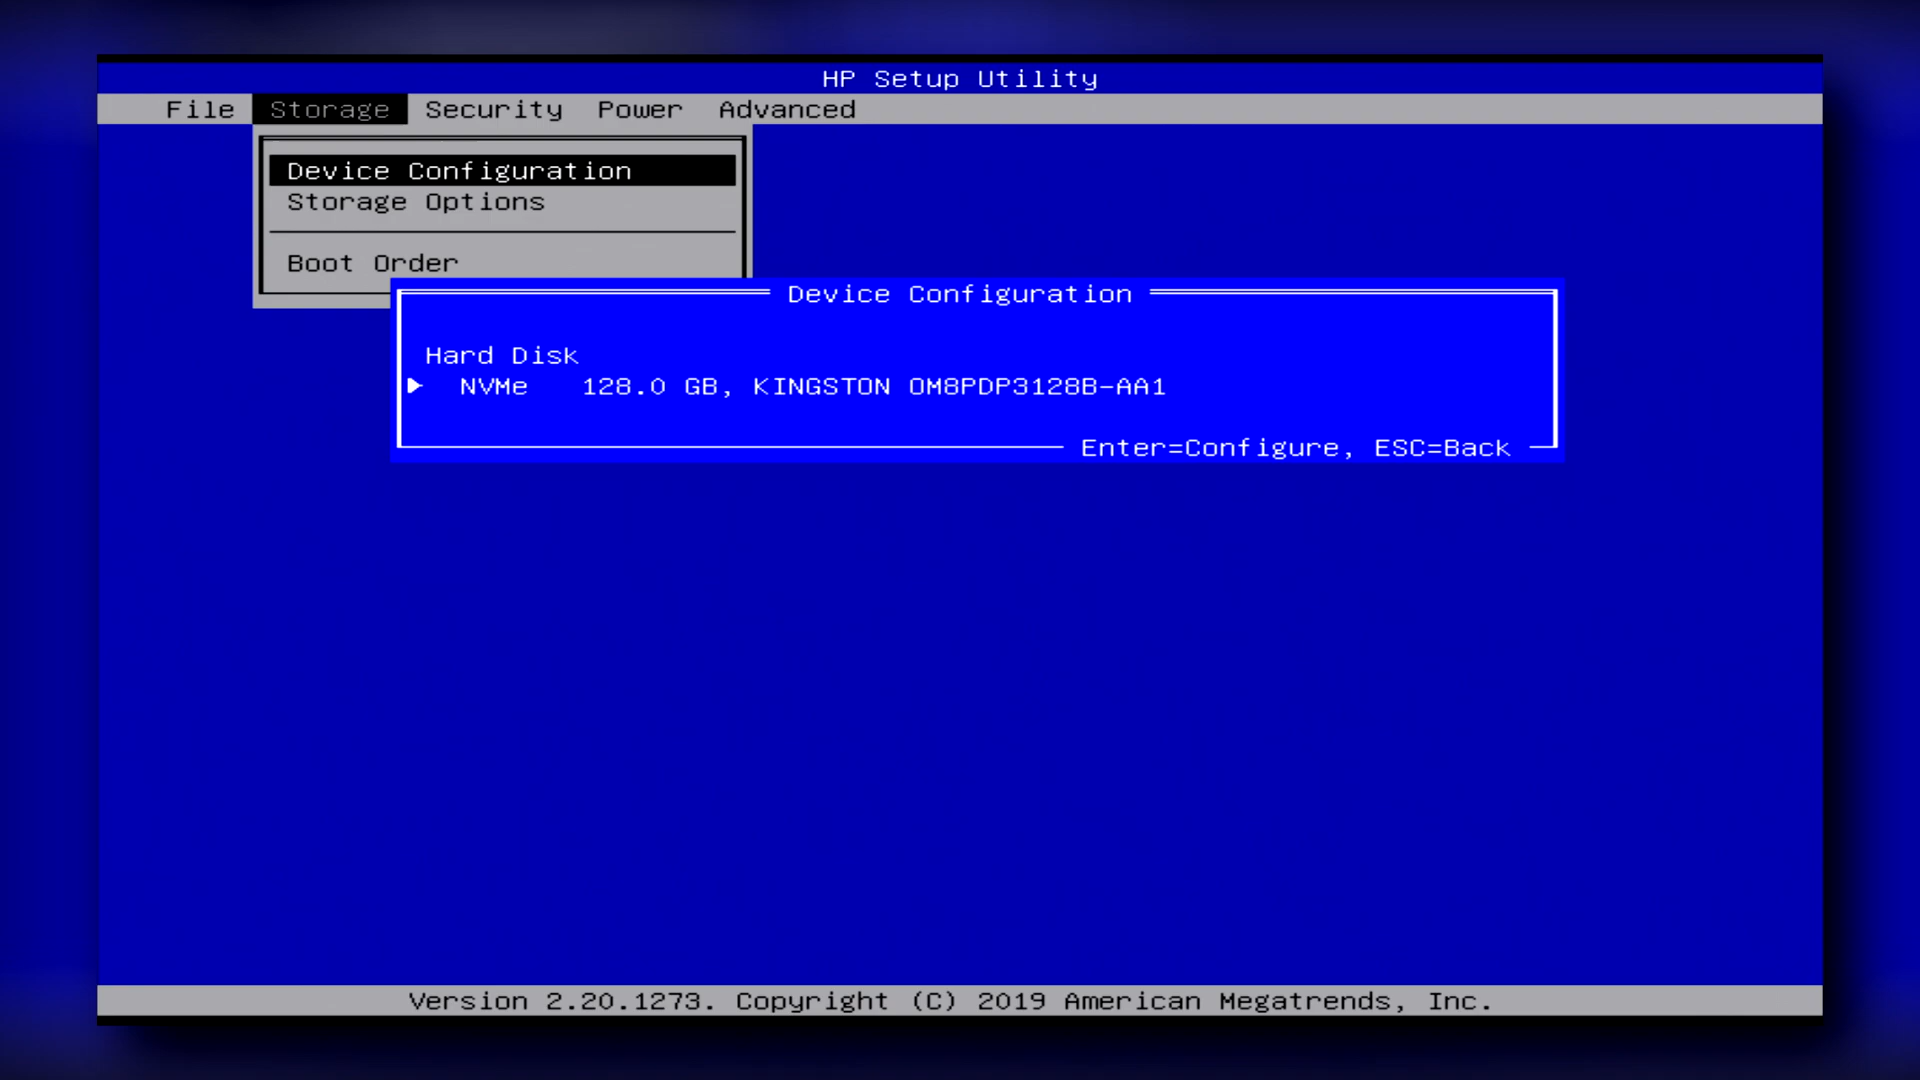 HP Setup Utility
File Storage Security Power Advanced
Device Configuration
Storage Options
Boot Order
Device Configuration
Hard Disk
NVMe 128.0 GB, KINGSTON OM8PDP3128B-AA1
Enter=Configure, ESC=Back
Version 2.20.1273. Copyright (C) 2019 American Megatrends, Inc.